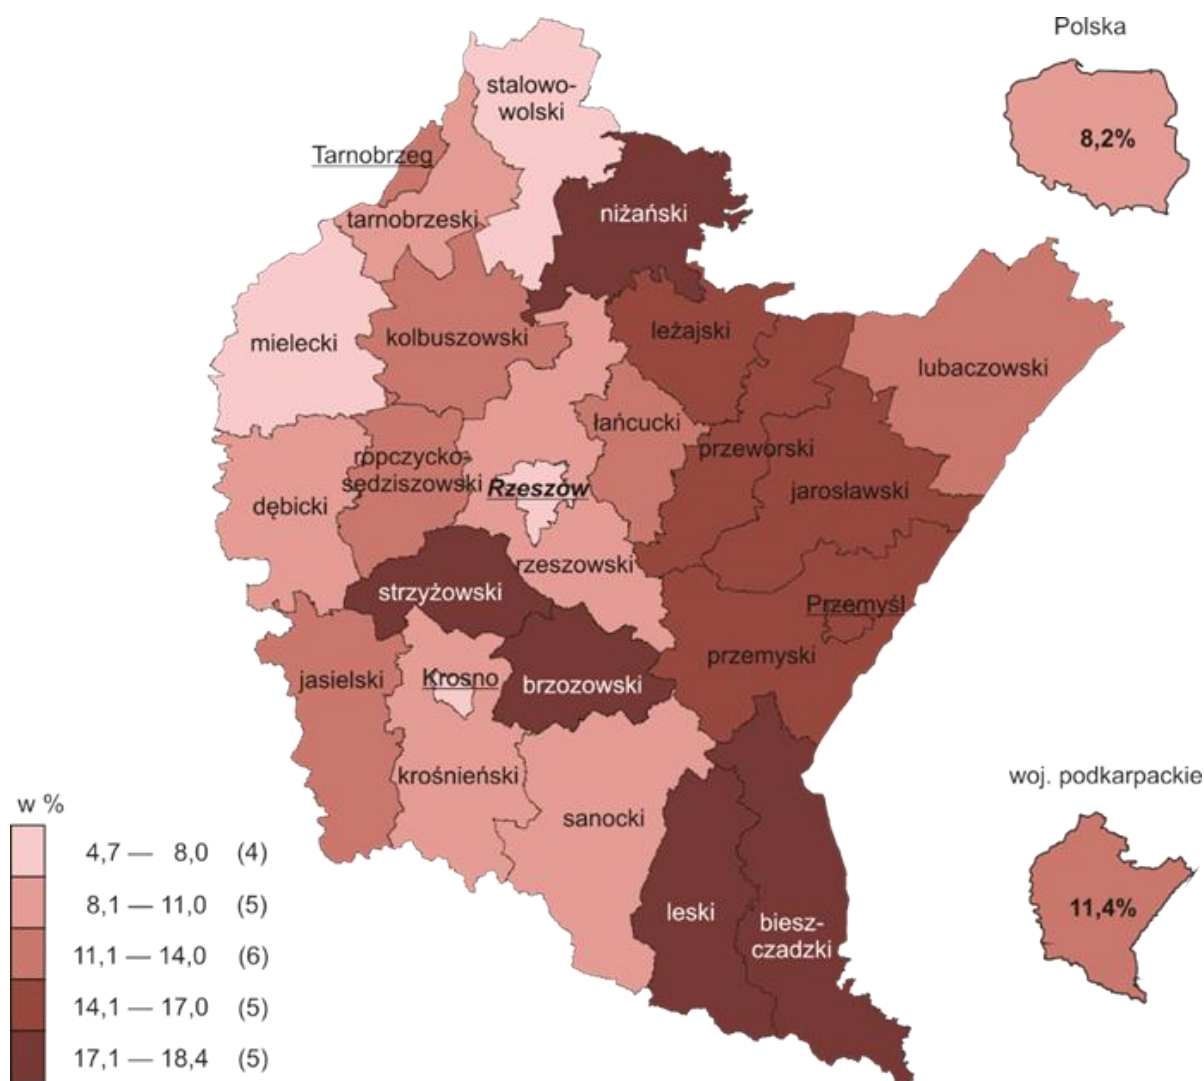 Polska
8,2%
stalowo-
wolski
Tarnobrzeg
tarnobrzeski
niżański
mielecki
kolbuszowski
leżajski
lubaczowski
łańcucki
przeworski
ropczycko-
sędziszowski
Rzeszów
jarosławski
dębicki
rzeszowski
strzyżowski
Przemyśl
przemyski
jasielski
Krosno
brzozowski
krośnieński
sanocki
leski
biesz-
czadzki
woj. podkarpackie
11,4%
w %
4,7 — 8,0 (4)
8,1 — 11,0 (5)
11,1 — 14,0 (6)
14,1 — 17,0 (5)
17,1 — 18,4 (5)